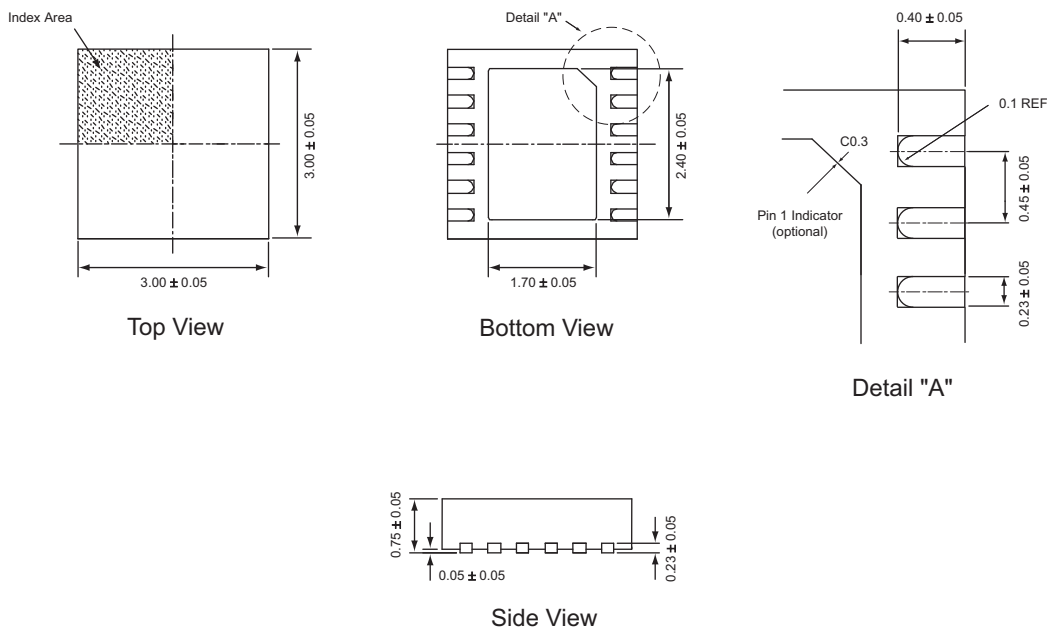 Index Area
3.00 ± 0.05
3.00 ± 0.05
Top View
Detail "A"
2.40 ± 0.05
1.70 ± 0.05
Bottom View
0.40 ± 0.05
0.1 REF
C0.3
0.45 ± 0.05
Pin 1 Indicator
(optional)
0.23 ± 0.05
Detail "A"
0.75 ± 0.05
0.05 ± 0.05
0.23 ± 0.05
Side View